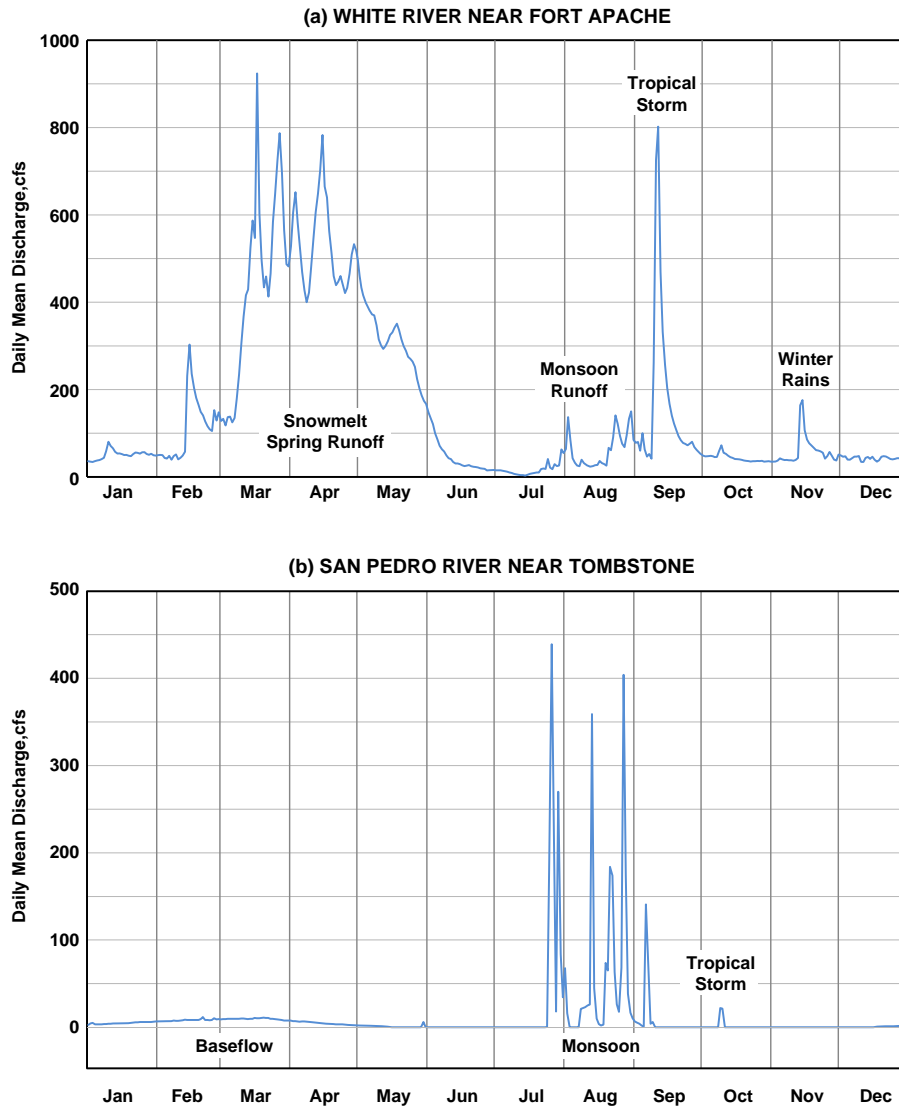 (a) WHITE RIVER NEAR FORT APACHE
Daily Mean Discharge,cfs
1000
800
600
400
200
0
Tropical
Storm
Monsoon
Runoff
Winter
Rains
Snowmelt
Spring Runoff
Jan Feb Mar Apr May Jun Jul Aug Sep Oct Nov Dec
(b) SAN PEDRO RIVER NEAR TOMBSTONE
Daily Mean Discharge,cfs
500
400
300
200
100
0
Tropical
Storm
Baseflow Monsoon
Jan Feb Mar Apr May Jun Jul Aug Sep Oct Nov Dec